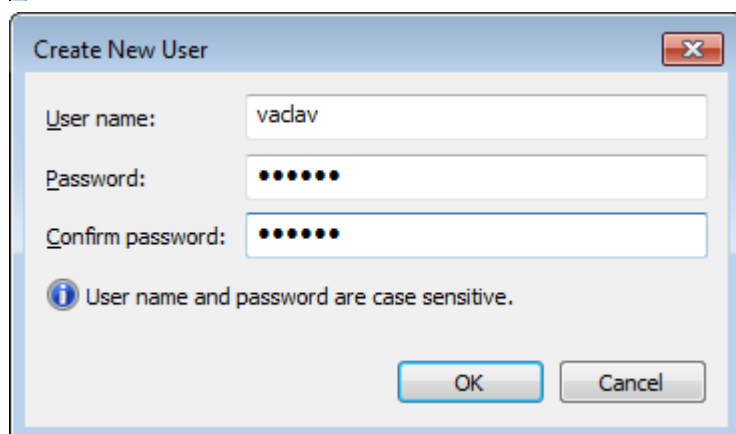 Create New User
User name: vaclav
Password: ••••••
Confirm password: ••••••
User name and password are case sensitive.
OK Cancel